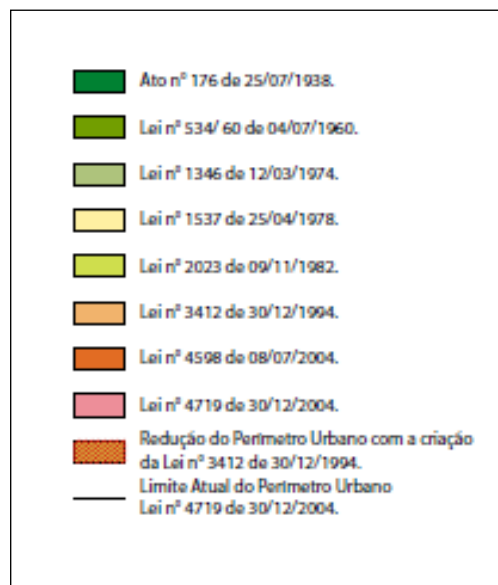 Ato nº 176 de 25/07/1938.
Lei nº 534/ 60 de 04/07/1960.
Lei nº 1346 de 12/03/1974.
Lei nº 1537 de 25/04/1978.
Lei nº 2023 de 09/11/1982.
Lei nº 3412 de 30/12/1994.
Lei nº 4598 de 08/07/2004.
Lei nº 4719 de 30/12/2004.
Redução do Perímetro Urbano com a criação
da Lei nº 3412 de 30/12/1994.
Limite Atual do Perímetro Urbano
Lei nº 4719 de 30/12/2004.